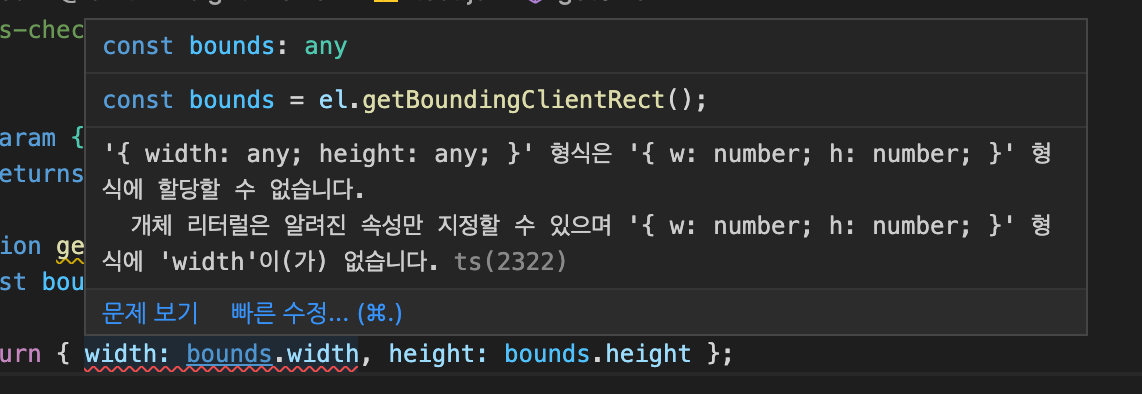 s-chec
const bounds: any
const bounds = el.getBoundingClientRect();
aram {
'{ width: any; height: any; }' 형식은 '{ w: number; h: number; }' 형
eturns
식에 할당할 수 없습니다.
개체 리터럴은 알려진 속성만 지정할 수 있으며 '{ w: number; h: number; }' 형
ion ge
식에 'width'이(가) 없습니다. ts(2322)
st bou
문제 보기 빠른 수정... (⌘.)
urn { width: bounds.width, height: bounds.height };